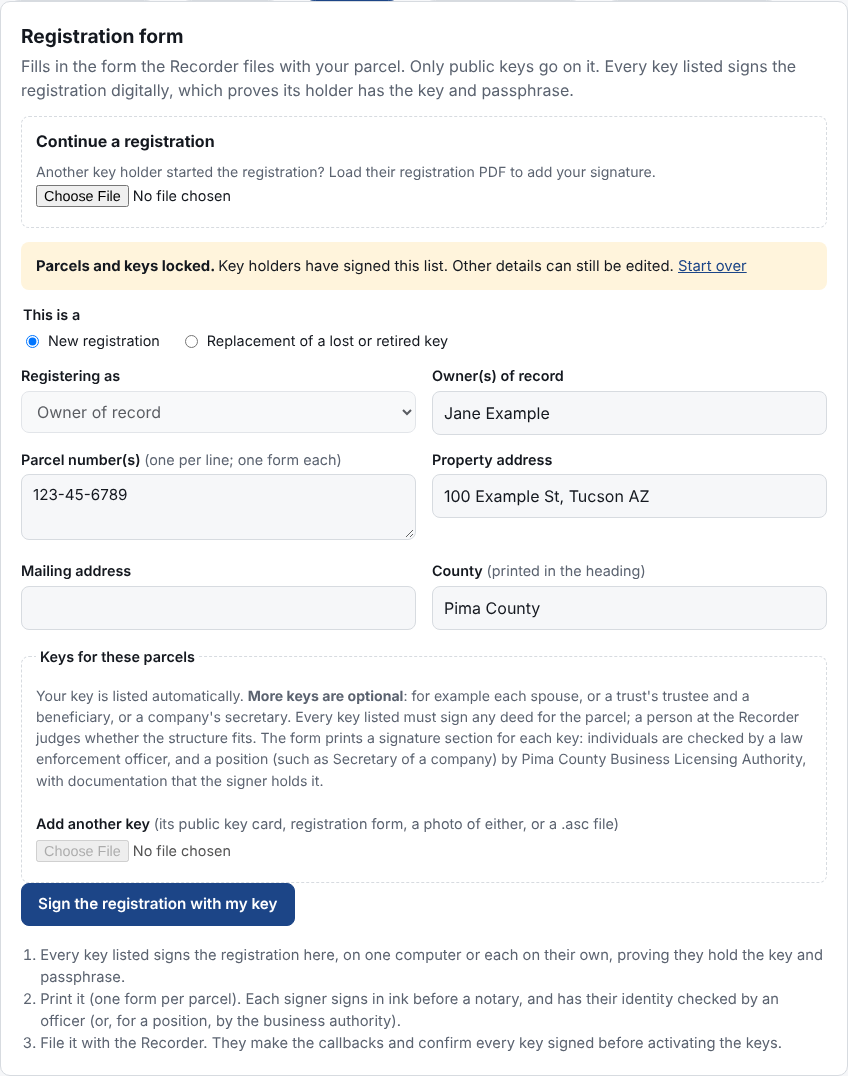 Registration form
Fills in the form the Recorder files with your parcel. Only public keys go on it. Every key listed signs the
registration digitally, which proves its holder has the key and passphrase.
Continue a registration
Another key holder started the registration? Load their registration PDF to add your signature.
Choose File No file chosen
Parcels and keys locked. Key holders have signed this list. Other details can still be edited. Start over
This is a
New registration Replacement of a lost or retired key
Registering as Owner(s) of record
Owner of record Jane Example
Parcel number(s) (one per line; one form each) Property address
123-45-6789 100 Example St, Tucson AZ
Mailing address County (printed in the heading)
Pima County
Keys for these parcels
Your key is listed automatically. More keys are optional: for example each spouse, or a trust's trustee and a
beneficiary, or a company's secretary. Every key listed must sign any deed for the parcel; a person at the Recorder
judges whether the structure fits. The form prints a signature section for each key: individuals are checked by a law
enforcement officer, and a position (such as Secretary of a company) by Pima County Business Licensing Authority,
with documentation that the signer holds it.
Add another key (its public key card, registration form, a photo of either, or a .asc file)
Choose File No file chosen
Sign the registration with my key
1. Every key listed signs the registration here, on one computer or each on their own, proving they hold the key and
passphrase.
2. Print it (one form per parcel). Each signer signs in ink before a notary, and has their identity checked by an
officer (or, for a position, by the business authority).
3. File it with the Recorder. They make the callbacks and confirm every key signed before activating the keys.